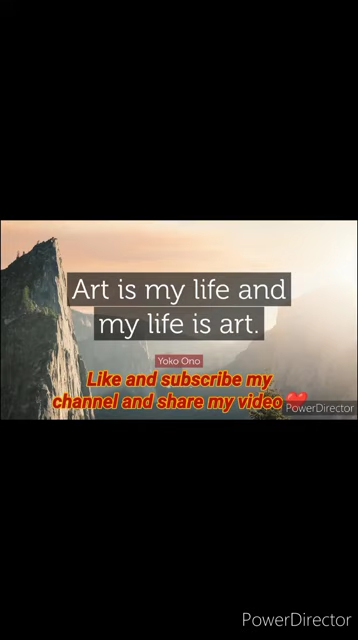 Art is my life and
my life is art.
Yoko Ono
Like and subscribe my
channel and share my video ❤️
PowerDirector
PowerDirector